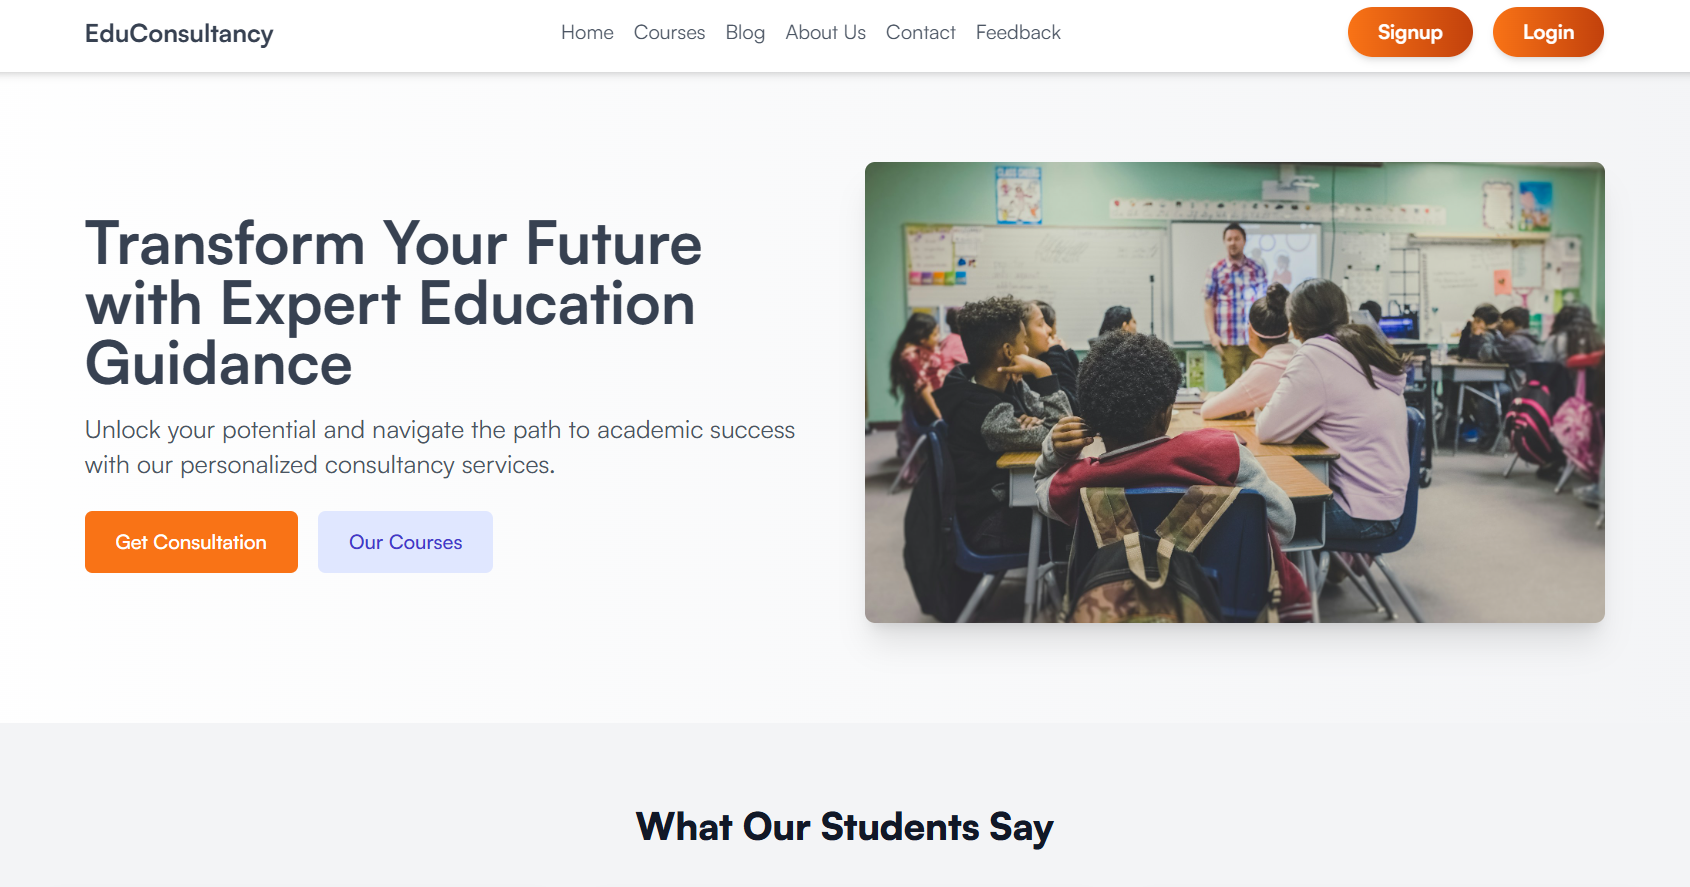 EduConsultancy
Home Courses Blog About Us Contact Feedback
Signup Login
Transform Your Future
with Expert Education
Guidance
Unlock your potential and navigate the path to academic success
with our personalized consultancy services.
Get Consultation Our Courses
What Our Students Say